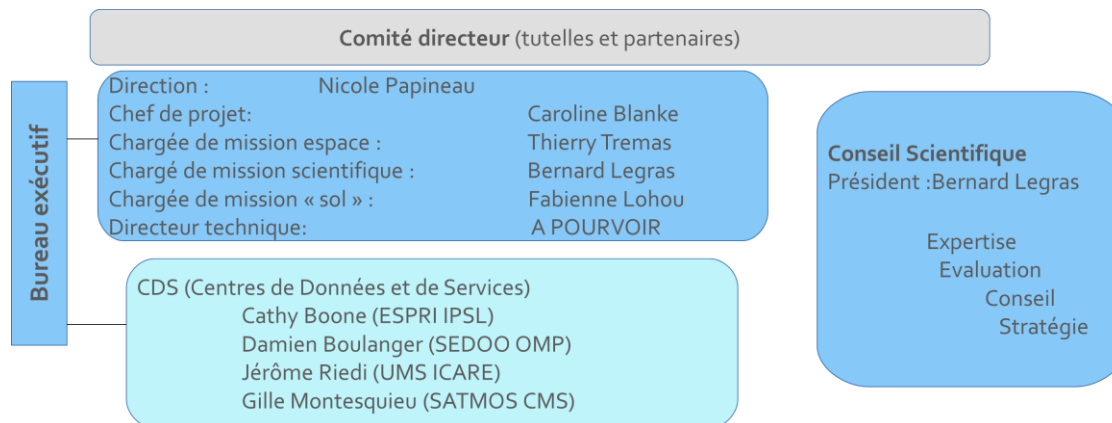 Comité directeur (tutelles et partenaires)
Bureau exécutif
Direction : Nicole Papineau
Chef de projet: Caroline Blanke
Chargée de mission espace : Thierry Tremas
Chargé de mission scientifique : Bernard Legras
Chargée de mission « sol » : Fabienne Lohou
Directeur technique: A POURVOIR
CDS (Centres de Données et de Services)
Cathy Boone (ESPRI IPSL)
Damien Boulanger (SEDOO OMP)
Jérôme Riedi (UMS ICARE)
Gille Montesquieu (SATMOS CMS)
Conseil Scientifique
Président :Bernard Legras
Expertise
Evaluation
Conseil
Stratégie